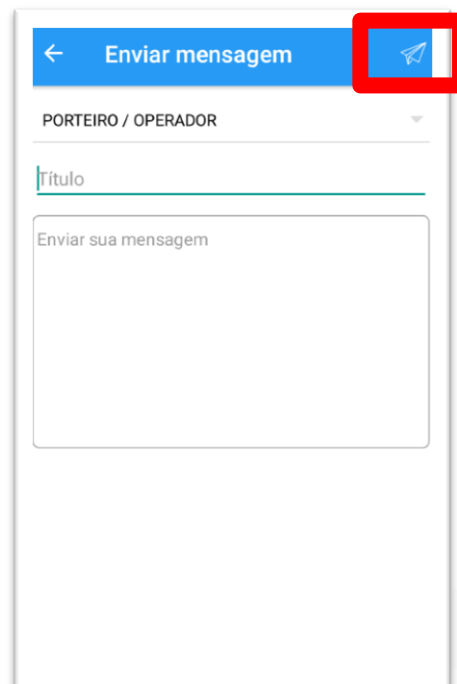 Enviar mensagem
PORTEIRO / OPERADOR
Título
Enviar sua mensagem